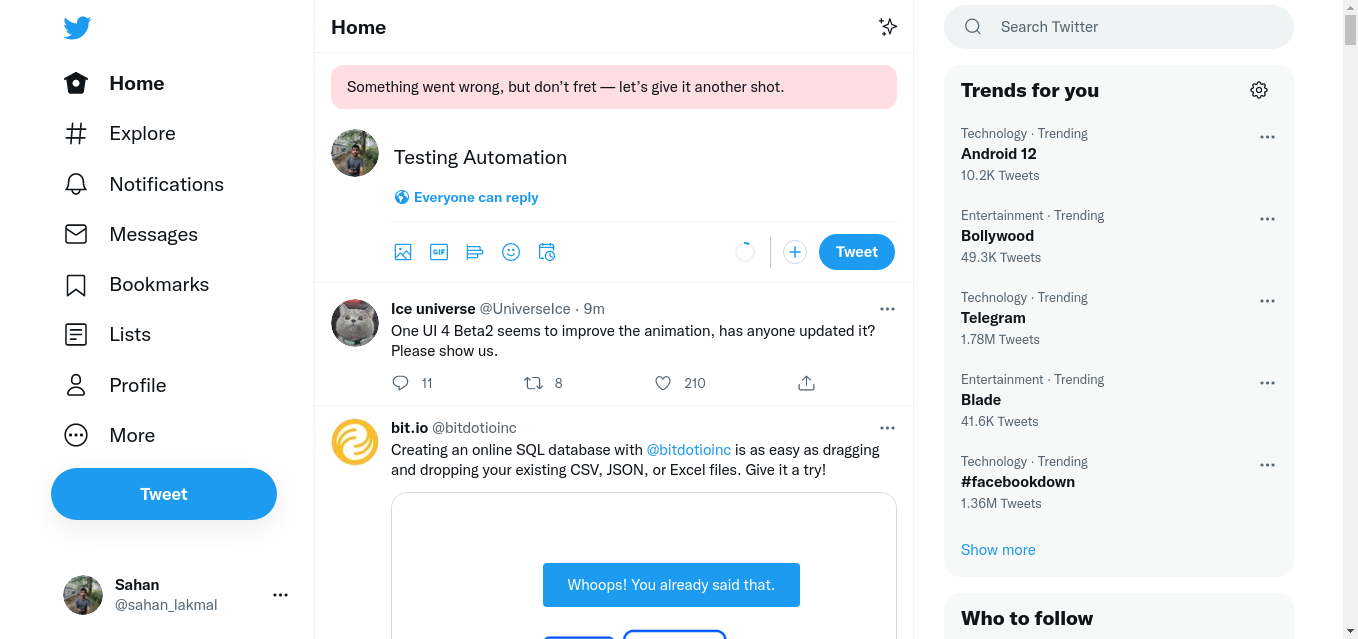 Home
Explore
Notifications
Messages
Bookmarks
Lists
Profile
More
Tweet
Sahan
@sahan_lakmal
Home
Something went wrong, but don’t fret — let’s give it another shot.
Testing Automation
Everyone can reply
GIF
Tweet
Ice universe @UniverseIce · 9m
One UI 4 Beta2 seems to improve the animation, has anyone updated it?
Please show us.
11 8 210
bit.io @bitdotioinc
Creating an online SQL database with @bitdotioinc is as easy as dragging
and dropping your existing CSV, JSON, or Excel files. Give it a try!
Whoops! You already said that.
Search Twitter
Trends for you
Technology · Trending
Android 12
10.2K Tweets
Entertainment · Trending
Bollywood
49.3K Tweets
Technology · Trending
Telegram
1.78M Tweets
Entertainment · Trending
Blade
41.6K Tweets
Technology · Trending
#facebookdown
1.36M Tweets
Show more
Who to follow